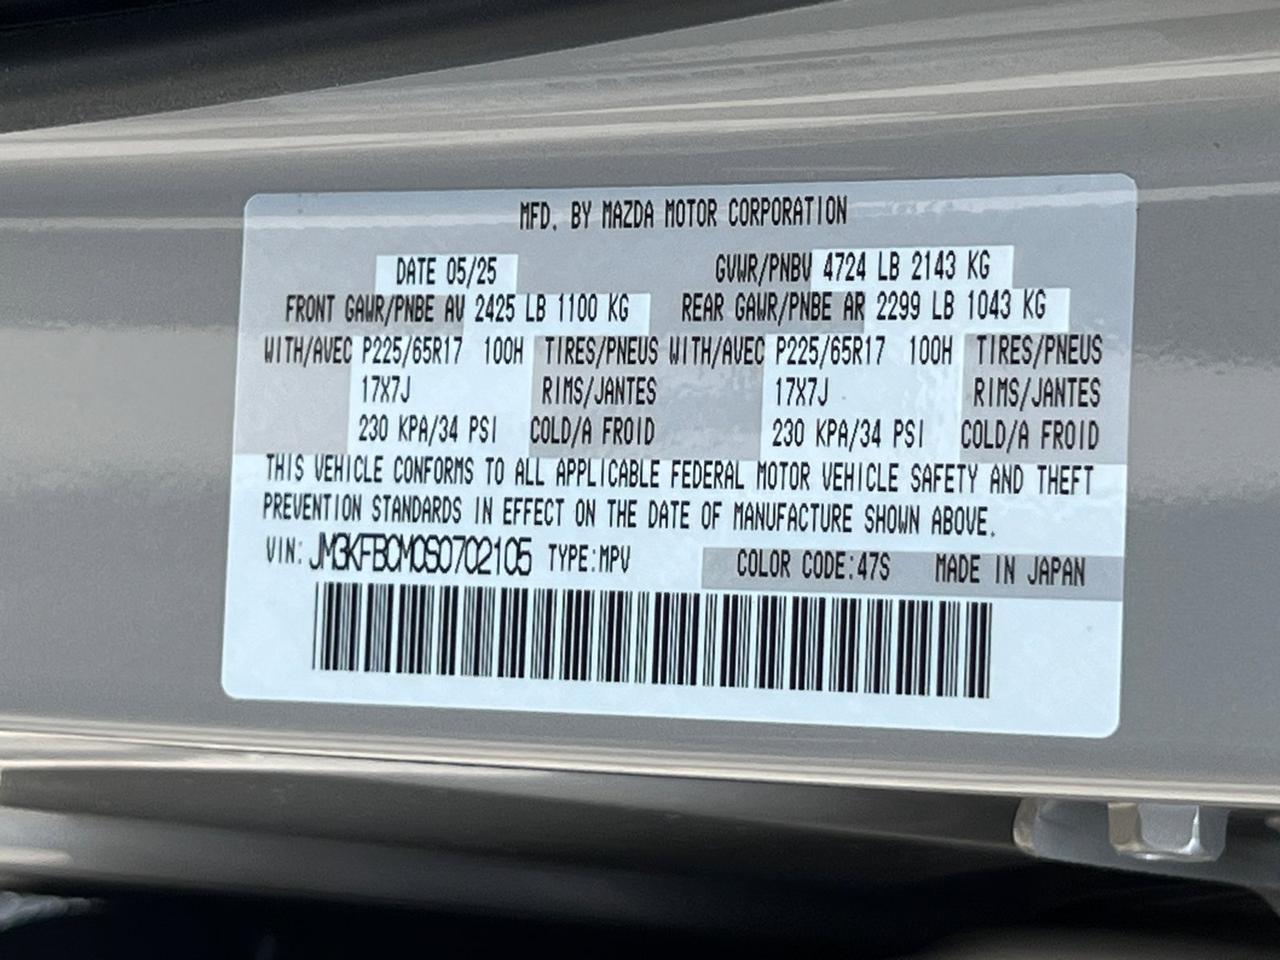 MFD. BY MAZDA MOTOR CORPORATION
DATE 05/25 GVWR/PNBV 4724 LB 2143 KG
FRONT GAWR/PNBE AV 2425 LB 1100 KG REAR GAWR/PNBE AR 2299 LB 1043 KG
WITH/AVEC P225/65R17 100H TIRES/PNEUS WITH/AVEC P225/65R17 100H TIRES/PNEUS
17X7J RIMS/JANTES 17X7J RIMS/JANTES
230 KPA/34 PSI COLD/A FROID 230 KPA/34 PSI COLD/A FROID
THIS VEHICLE CONFORMS TO ALL APPLICABLE FEDERAL MOTOR VEHICLE SAFETY AND THEFT
PREVENTION STANDARDS IN EFFECT ON THE DATE OF MANUFACTURE SHOWN ABOVE.
VIN: JM3KFBCM0S0702105 TYPE:MPV COLOR CODE:47S MADE IN JAPAN